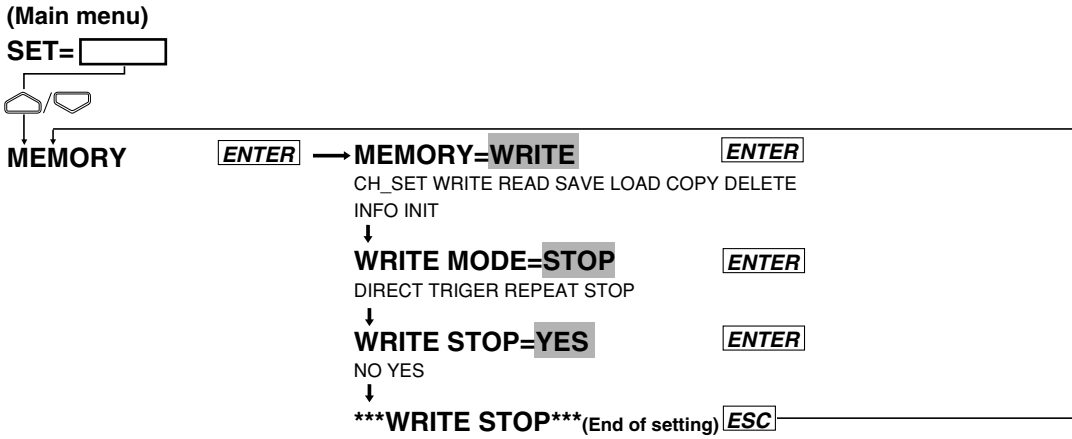 (Main menu)
SET=
/
MEMORY ENTER MEMORY=WRITE ENTER
CH_SET WRITE READ SAVE LOAD COPY DELETE
INFO INIT
WRITE MODE=STOP ENTER
DIRECT TRIGER REPEAT STOP
WRITE STOP=YES ENTER
NO YES
***WRITE STOP***(End of setting) ESC